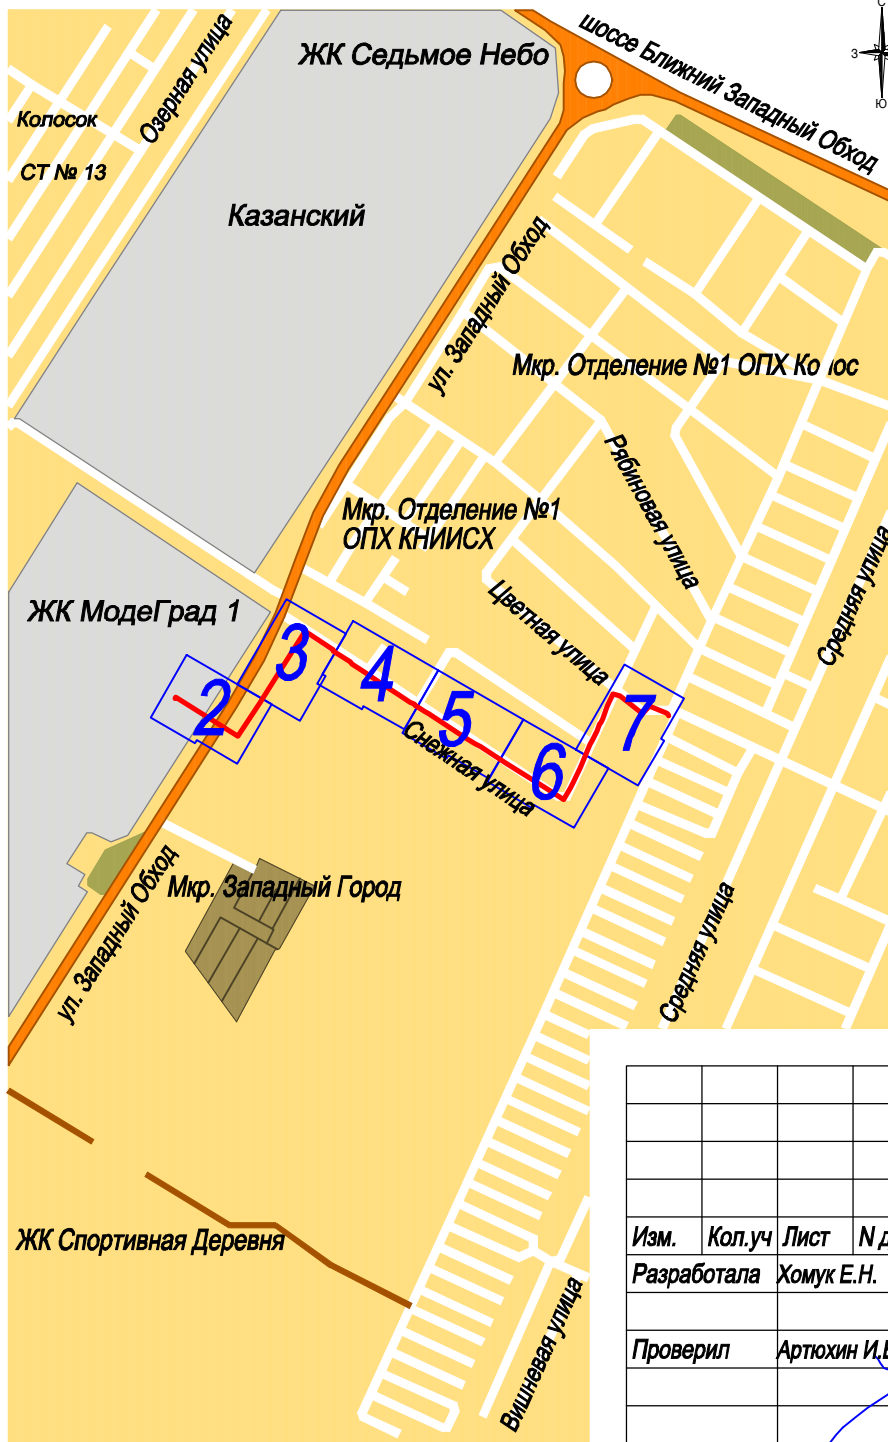 С
З
Ю
шоссе Ближний Западный Обход
ЖК Седьмое Небо
Озерная улица
Колосок
СТ № 13
Казанский
ул. Западный Обход
Мкр. Отделение №1 ОПХ Ко ос
Рябиновая улица
Мкр. Отделение №1
ОПХ КНИИСХ
Средняя улица
Цветная улица
ЖК МодеГрад 1
2
3
4
5
6
7
Снежная улица
Мкр. Западный Город
ул. Западный Обход
Средняя улица
ЖК Спортивная Деревня
Вишневая улица
Изм. Кол.уч Лист N
Разработала Хомук Е.Н.
Проверил Артюхин И.